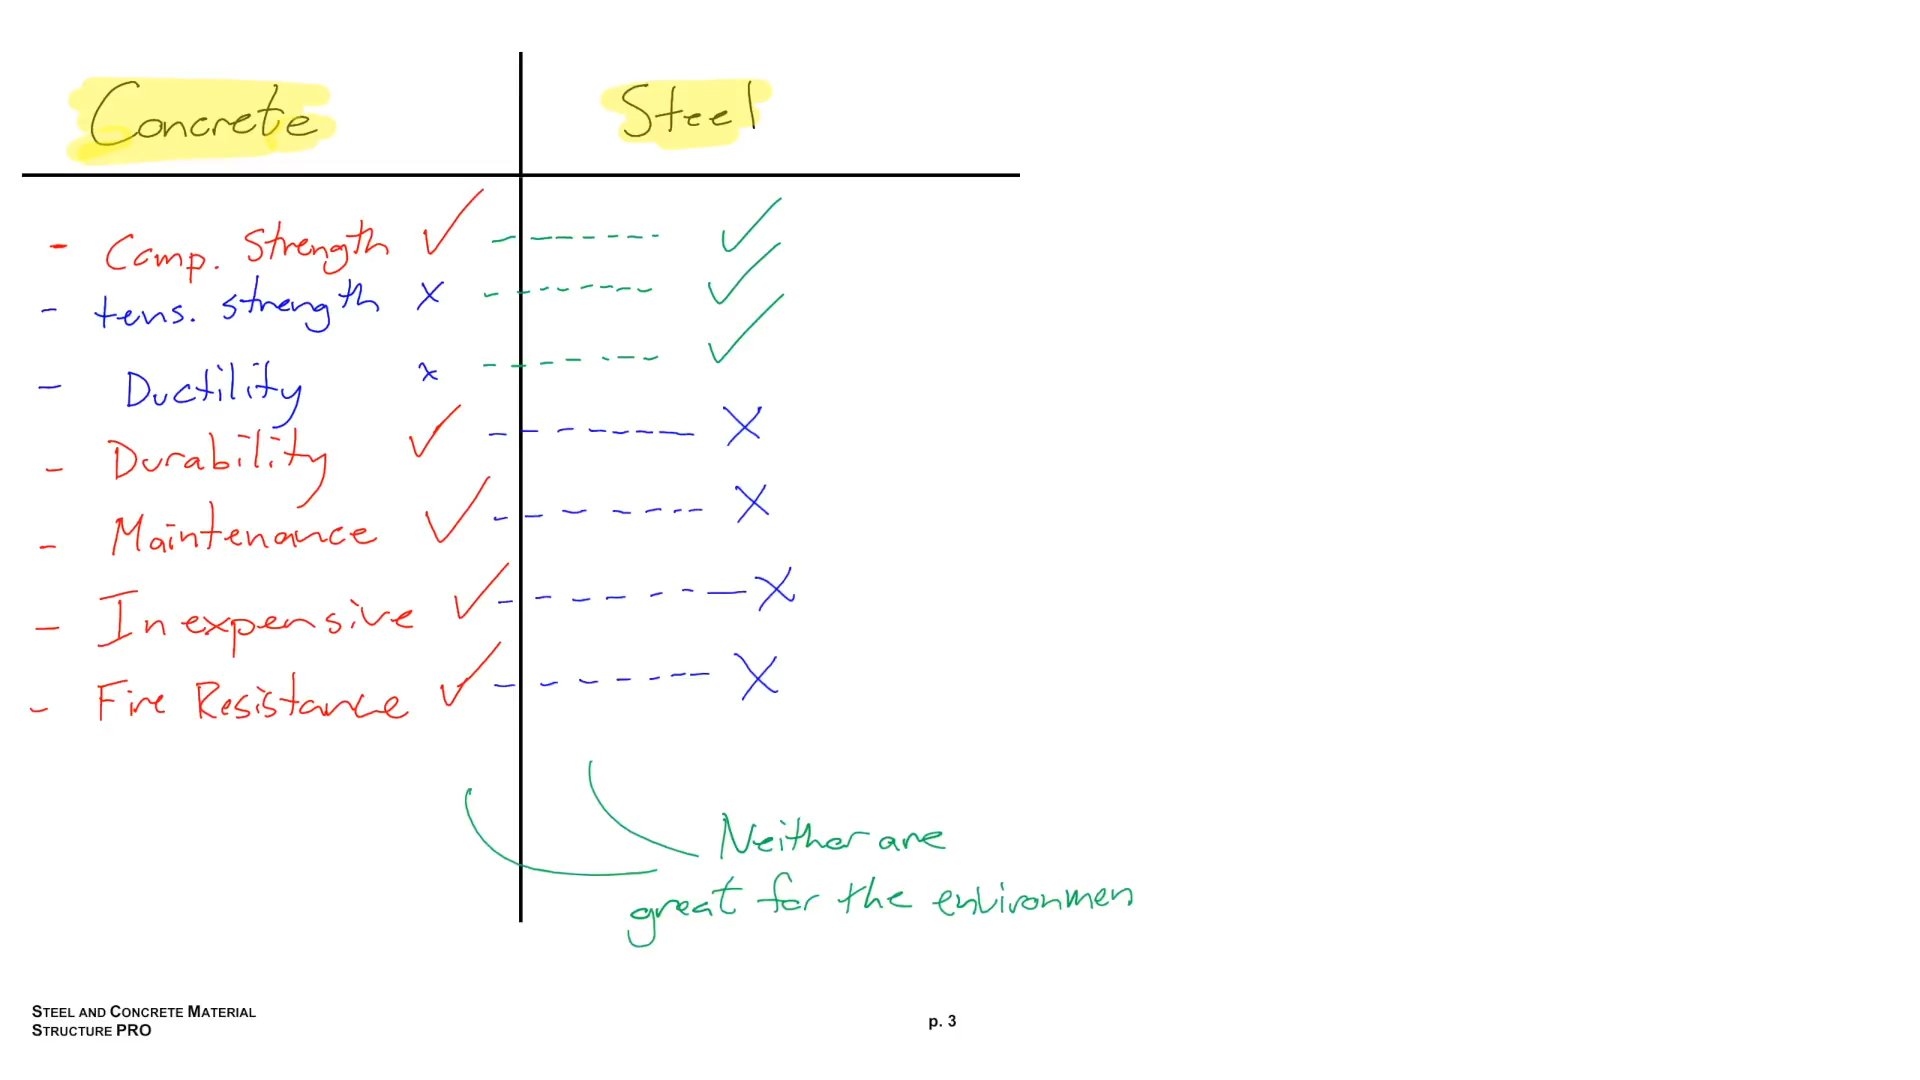 Concrete Steel
- Comp. Strength ✓ ------- ✓
- tens. strength x ------- ✓
- Ductility x ------ ✓
- Durability ✓ ------- X
- Maintenance ✓ ------- X
- Inexpensive ✓ ------- X
- Fire Resistance ✓ ------- X
Neither are
great for the environmen
STEEL AND CONCRETE MATERIAL
STRUCTURE PRO
p. 3